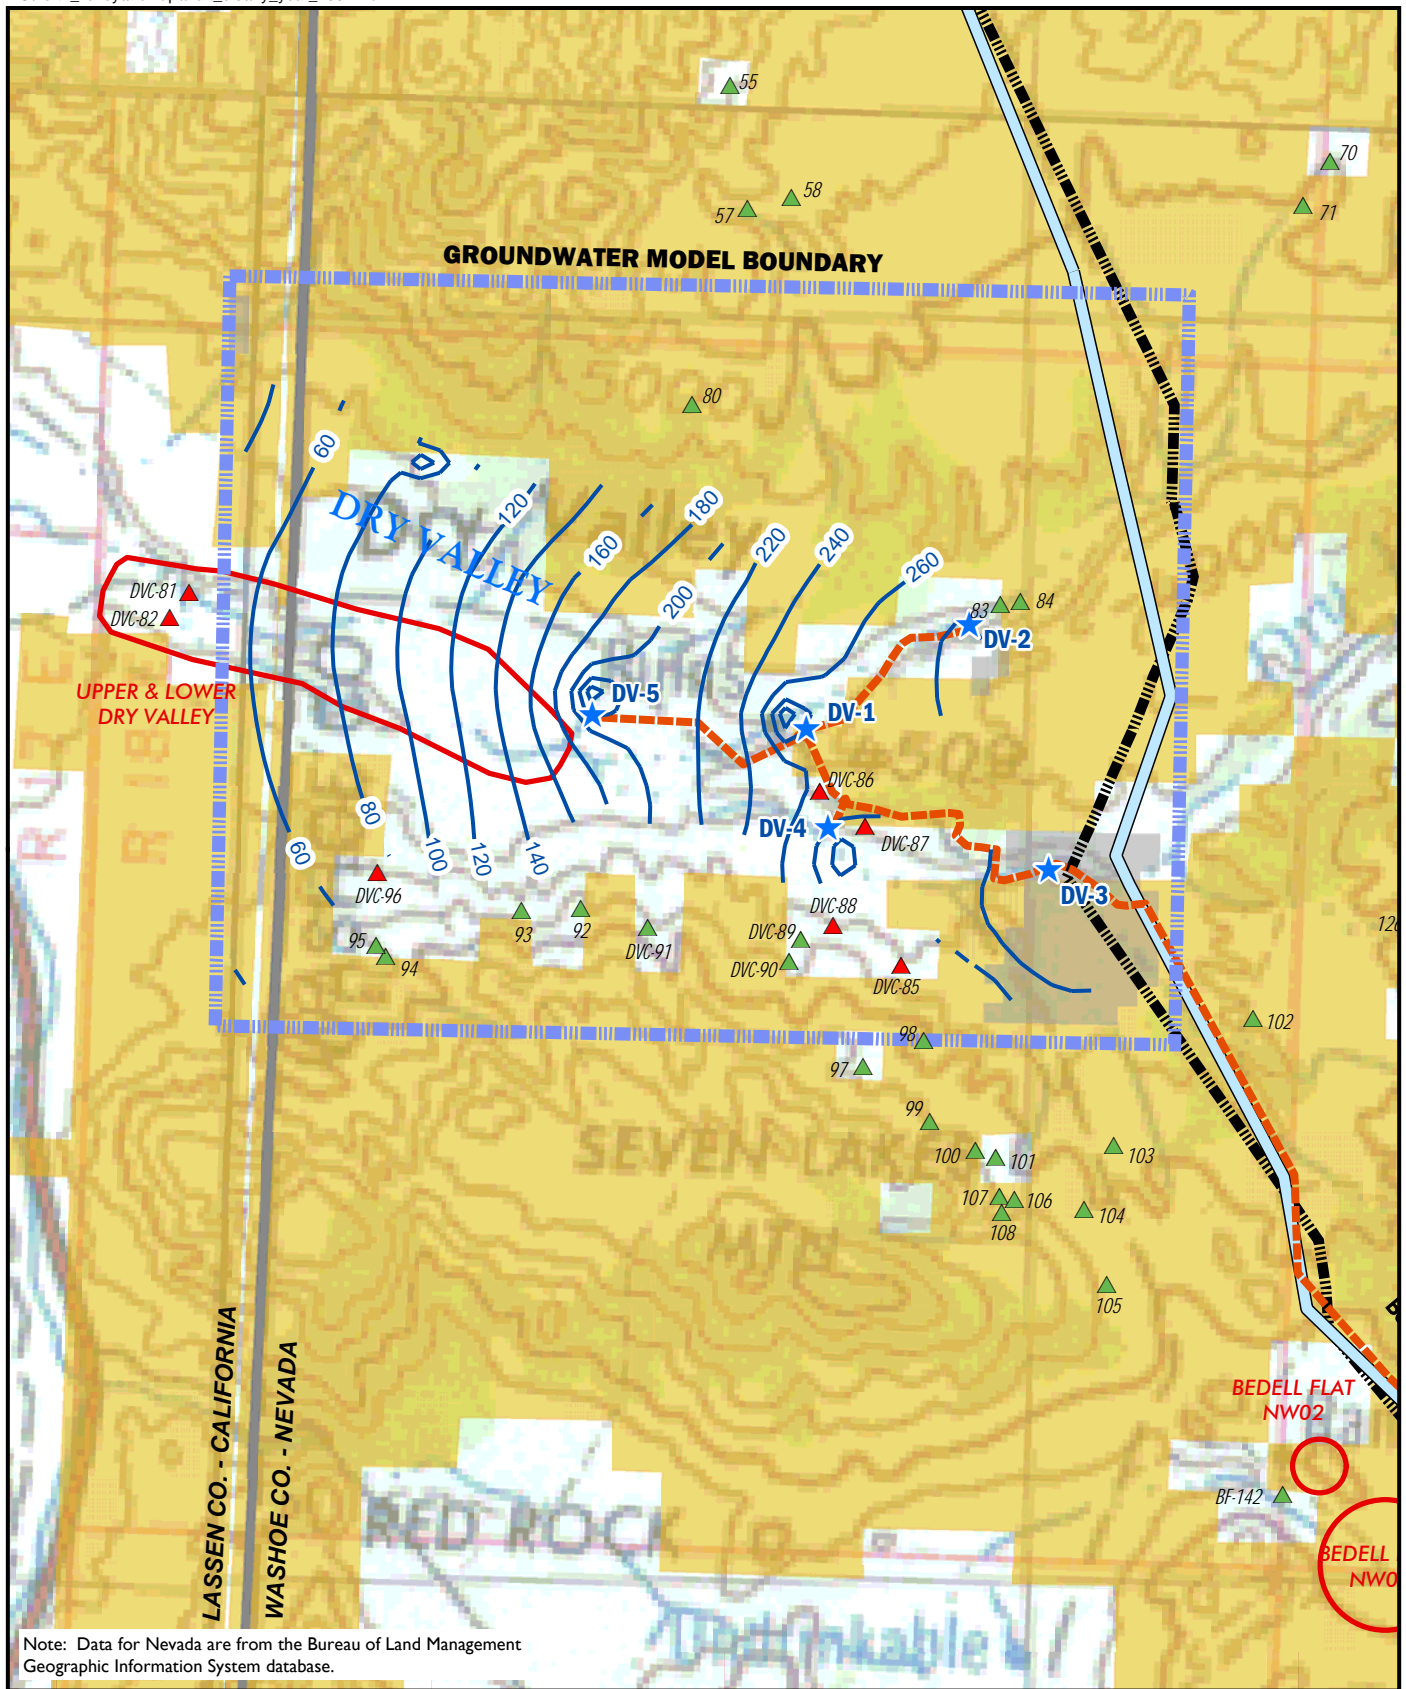 55
70
58
57
71
GROUNDWATER MODEL BOUNDARY
80
60
180
120
DRY VALLEY
160
220
240
260
200
DVC-81
DVC-82
83
84
DV-2
UPPER & LOWER
DRY VALLEY
DV-5
DV-1
DVC-86
80
DV-4
DVC-87
60
100
120
140
DVC-96
DV-3
DVC-88
93
92
DVC-91
DVC-89
DVC-90
95
94
DVC-85
102
98
97
99
SEVEN LAKE
MTN
100
101
103
107
106
108
104
105
LASSEN CO. - CALIFORNIA
WASHOE CO. - NEVADA
BEDELL FLAT
NW02
BF-142
RED ROC
BEDELL
Note: Data for Nevada are from the Bureau of Land Management
Geographic Information System database.